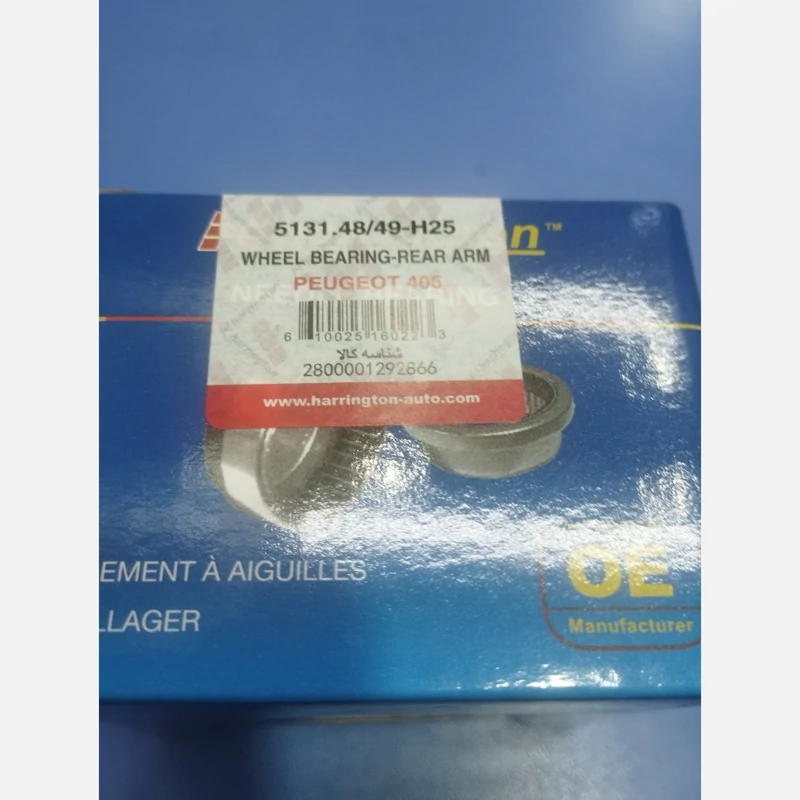 5131.48/49-H25
n™
WHEEL BEARING-REAR ARM
PEUGEOT 405
6 10025 16022 3
شناسه کالا
2800001292866
www.harrington-auto.com
EMENT À AIGUILLES
LLAGER
OE
Manufacturer